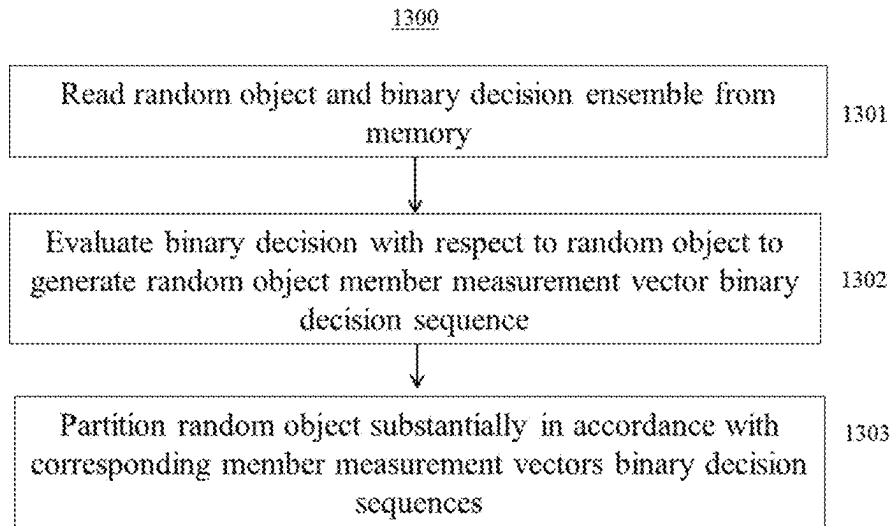 1300
Read random object and binary decision ensemble from
memory
1301
Evaluate binary decision with respect to random object to
generate random object member measurement vector binary
decision sequence
1302
Partition random object substantially in accordance with
corresponding member measurement vectors binary decision
sequences
1303